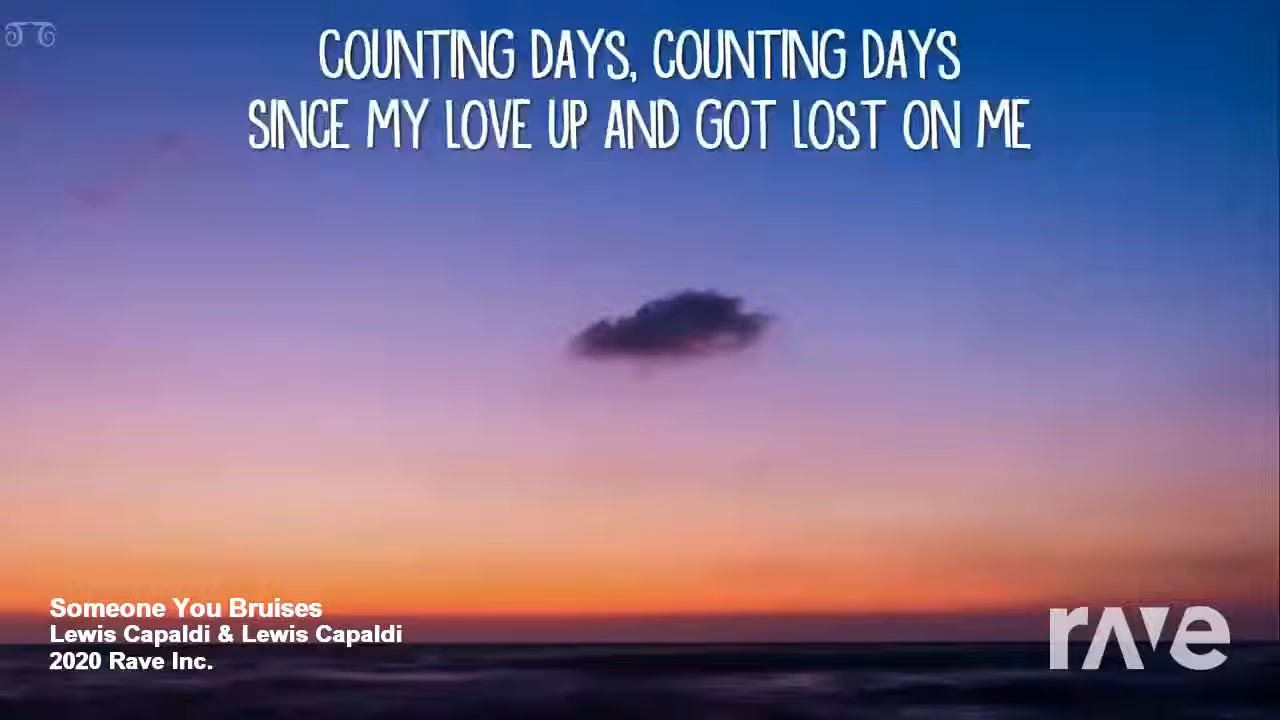 COUNTING DAYS, COUNTING DAYS
SINCE MY LOVE UP AND GOT LOST ON ME
Someone You Bruises
Lewis Capaldi & Lewis Capaldi
2020 Rave Inc.
rave